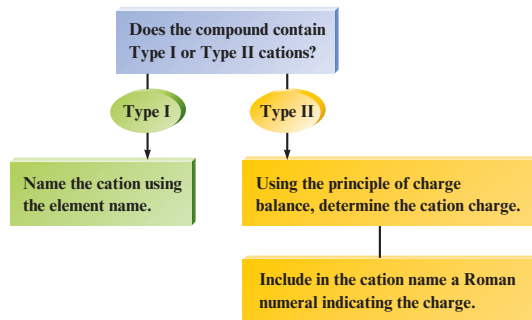 Does the compound contain
Type I or Type II cations?
Type I
Type II
Name the cation using
the element name.
Using the principle of charge
balance, determine the cation charge.
Include in the cation name a Roman
numeral indicating the charge.